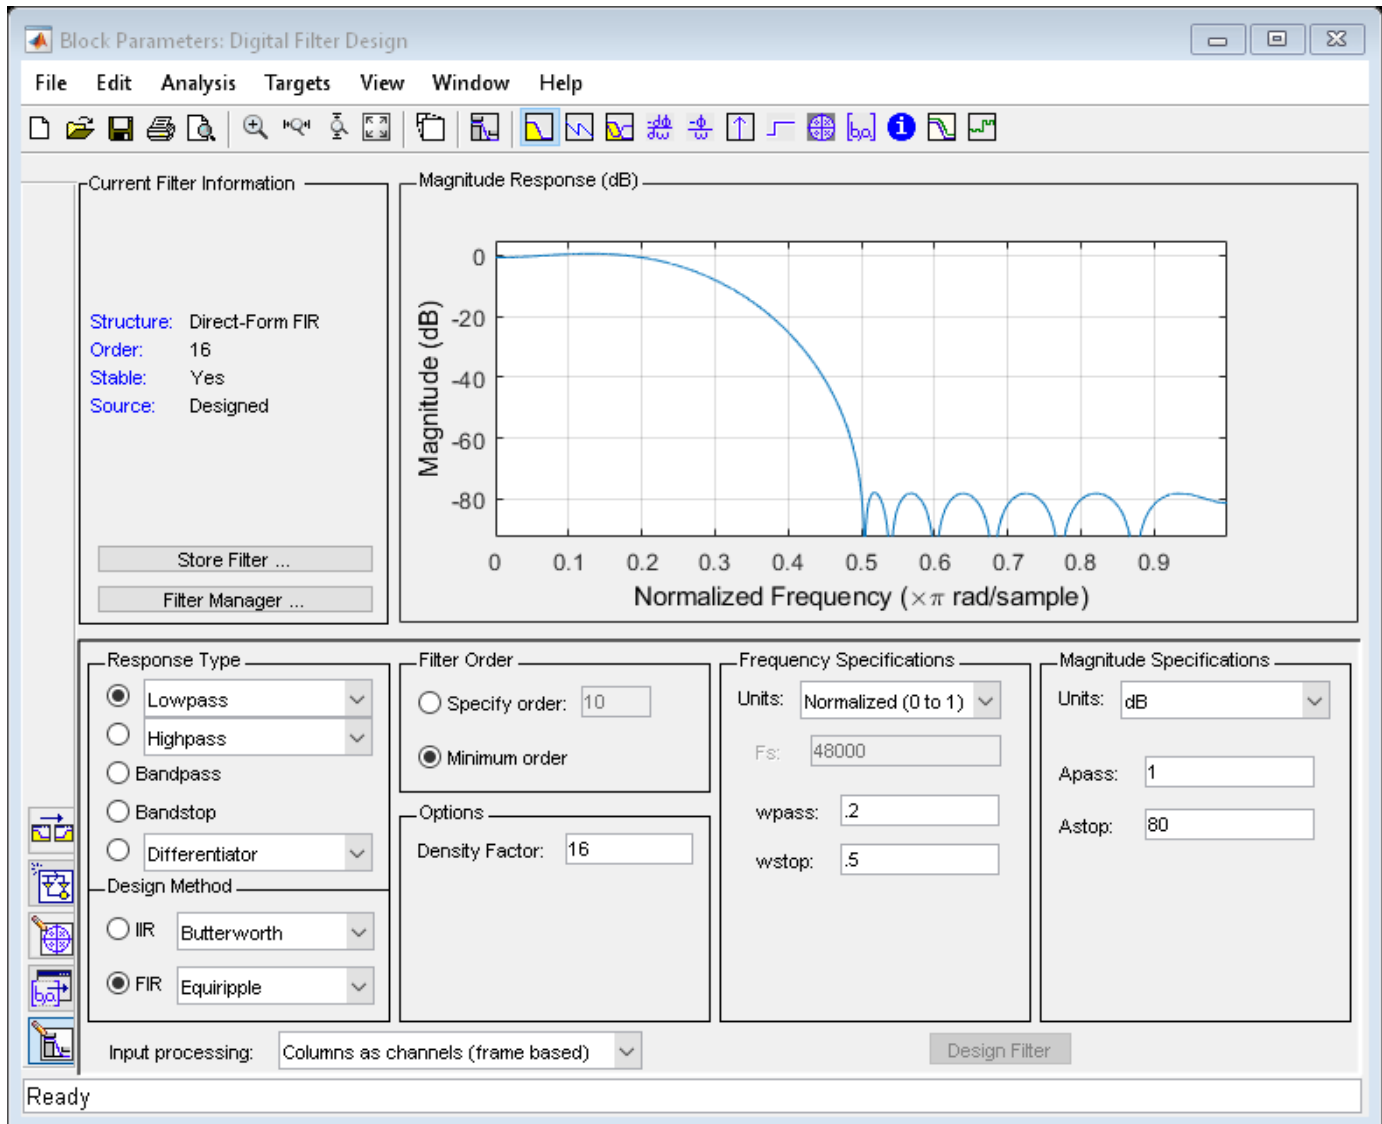 Block Parameters: Digital Filter Design
File Edit Analysis Targets View Window Help
Current Filter Information
Structure: Direct-Form FIR
Order: 16
Stable: Yes
Source: Designed
Store Filter ...
Filter Manager ...
Magnitude Response (dB)
Magnitude (dB)
0
-20
-40
-60
-80
0 0.1 0.2 0.3 0.4 0.5 0.6 0.7 0.8 0.9
Normalized Frequency (×π rad/sample)
Response Type
Lowpass
Highpass
Bandpass
Bandstop
Differentiator
Design Method
IIR Butterworth
FIR Equiripple
Filter Order
Specify order: 10
Minimum order
Options
Density Factor: 16
Frequency Specifications
Units: Normalized (0 to 1)
Fs: 48000
wpass: .2
wstop: .5
Magnitude Specifications
Units: dB
Apass: 1
Astop: 80
Input processing: Columns as channels (frame based)
Design Filter
Ready